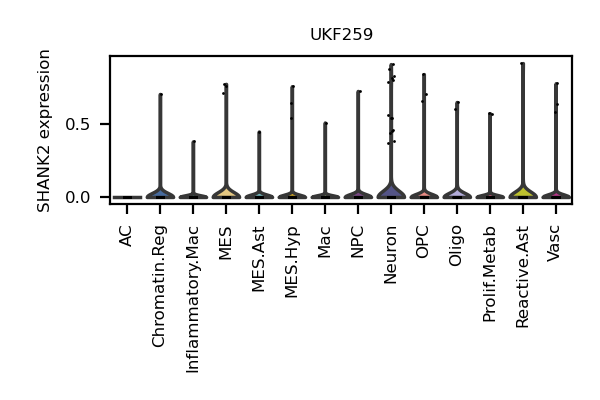 UKF259
SHANK2 expression
0.5
0.0
AC
Chromatin.Reg
Inflammatory.Mac
MES
MES.Ast
MES.Hyp
Mac
NPC
Neuron
OPC
Oligo
Prolif.Metab
Reactive.Ast
Vasc